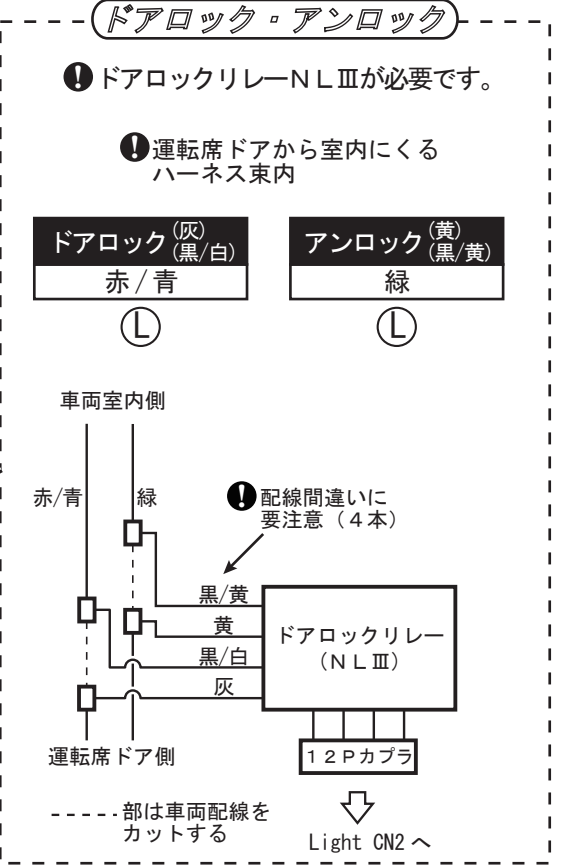 ドアロック・アンロック
!ドアロックリレーNLⅢが必要です。
!運転席ドアから室内にくる
ハーネス束内
ドアロック(灰)(黒/白)
赤/青
Ⓛ
アンロック(黄)(黒/黄)
緑
Ⓛ
車両室内側
赤/青
緑
!配線間違いに
要注意（4本）
黒/黄
黄
黒/白
灰
ドアロックリレー
（NLⅢ）
運転席ドア側
12Pカプラ
-----部は車両配線を
カットする
Light CN2 へ